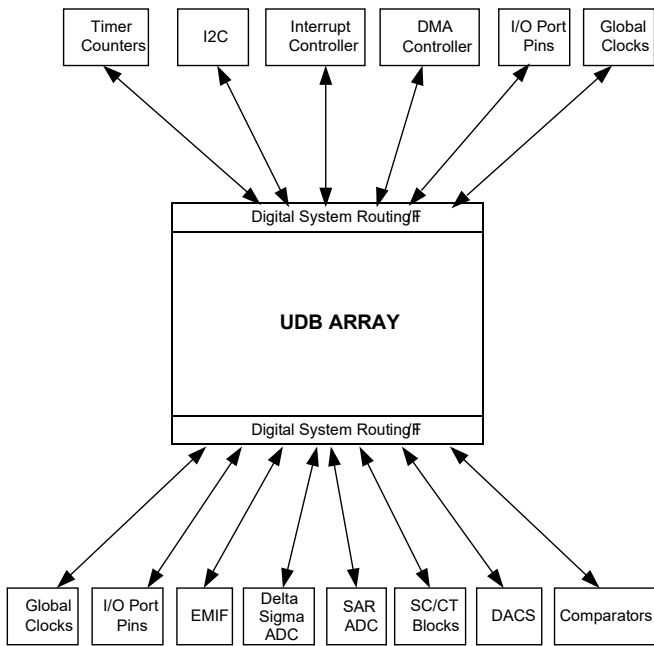 Timer
Counters
I2C
Interrupt
Controller
DMA
Controller
I/O Port
Pins
Global
Clocks
Digital System Routing I/F
UDB ARRAY
Digital System Routing I/F
Global
Clocks
I/O Port
Pins
EMIF
Delta
Sigma
ADC
SAR
ADC
SC/CT
Blocks
DACS
Comparators